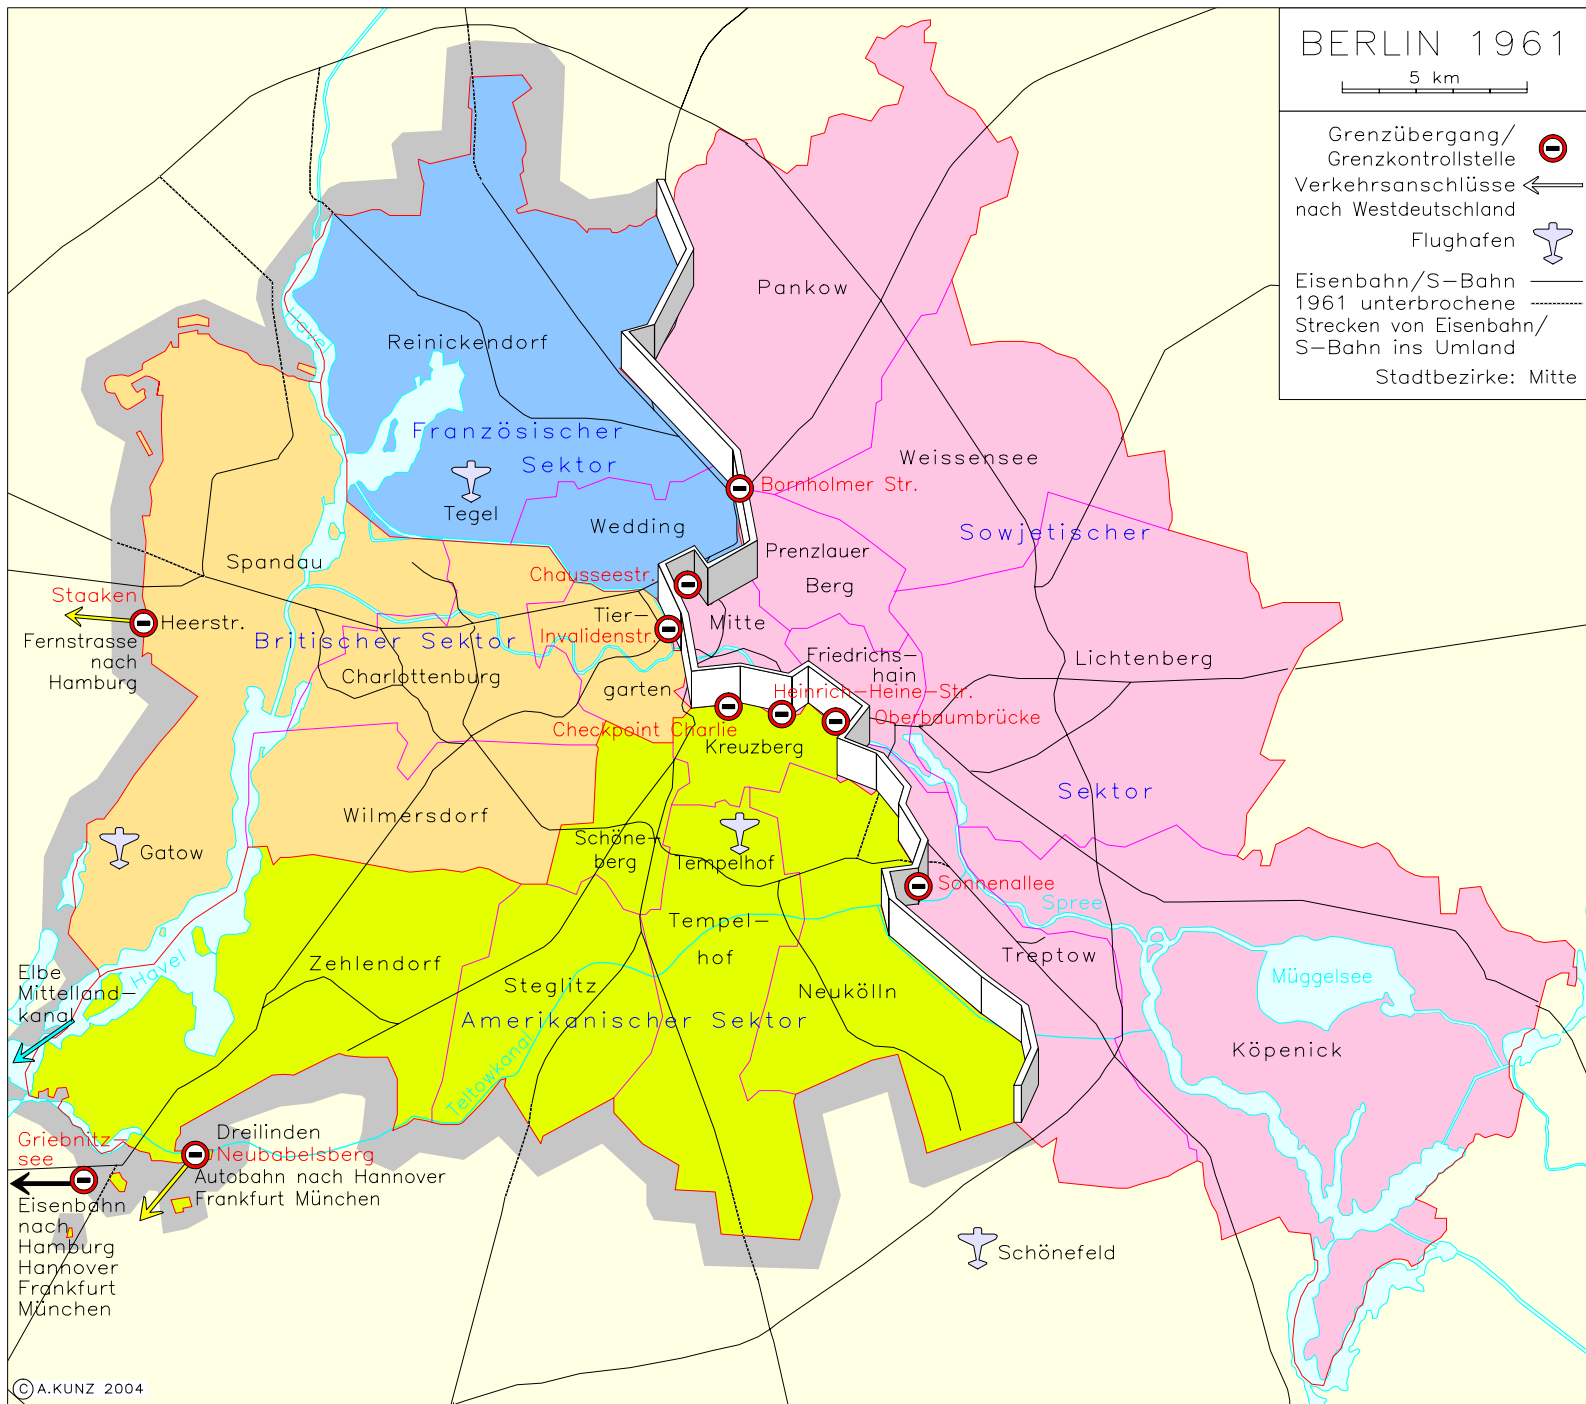 BERLIN 1961
5 km
Grenzübergang/
Grenzkontrollstelle
Verkehrsanschlüsse
nach Westdeutschland
Flughafen
Eisenbahn/S-Bahn
1961 unterbrochene
Strecken von Eisenbahn/
S-Bahn ins Umland
Stadtbezirke: Mitte
Pankow
Havel
Reinickendorf
Französischer
Sektor
Weissensee
Bornholmer Str.
Tegel
Wedding
Sowjetischer
Prenzlauer
Berg
Spandau
Chausseestr.
Staaken
Heerstr.
Tier-
Mitte
Fernstrasse
nach
Hamburg
Britischer Sektor
Invalidenstr.
Friedrichs-
hain
Lichtenberg
Charlottenburg
garten
Heinrich-Heine-Str.
Oberbaumbrücke
Checkpoint Charlie
Kreuzberg
Sektor
Wilmersdorf
Schöne-
berg
Tempelhof
Gatow
Sonnenallee
Spree
Tempel-
hof
Treptow
Havel
Zehlendorf
Müggelsee
Elbe
Mittelland-
kanal
Steglitz
Neukölln
Amerikanischer Sektor
Köpenick
Teltowkanal
Griebnitz-
see
Dreilinden
Neubabelsberg
Autobahn nach Hannover
Frankfurt München
Eisenbahn
nach
Hamburg
Hannover
Frankfurt
München
Schönefeld
© A.KUNZ 2004